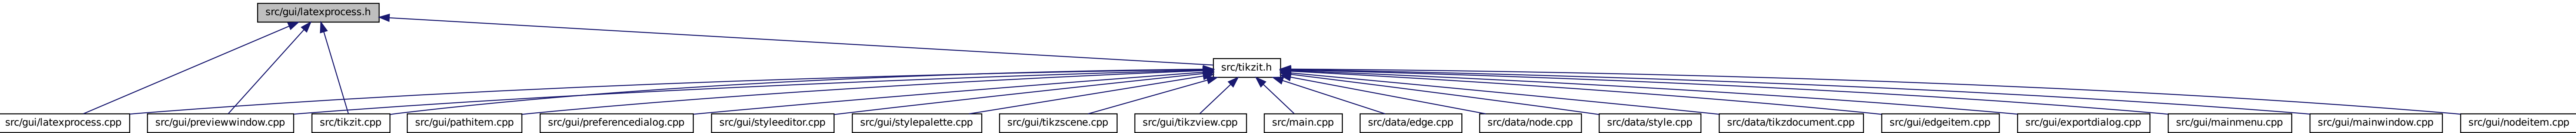 src/gui/latexprocess.h
src/tikzit.h
src/gui/latexprocess.cpp
src/gui/previewwindow.cpp
src/tikzit.cpp
src/gui/pathitem.cpp
src/gui/preferencedialog.cpp
src/gui/styleeditor.cpp
src/gui/stylepalette.cpp
src/gui/tikzscene.cpp
src/gui/tikzview.cpp
src/main.cpp
src/data/edge.cpp
src/data/node.cpp
src/data/style.cpp
src/data/tikzdocument.cpp
src/gui/edgeitem.cpp
src/gui/exportdialog.cpp
src/gui/mainmenu.cpp
src/gui/mainwindow.cpp
src/gui/nodeitem.cpp